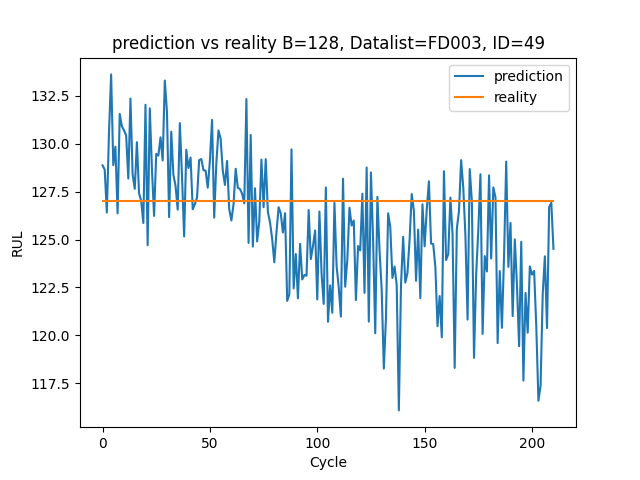 prediction vs reality B=128, Datalist=FD003, ID=49
prediction
reality
132.5
130.0
127.5
125.0
122.5
120.0
117.5
RUL
0
50
100
150
200
Cycle